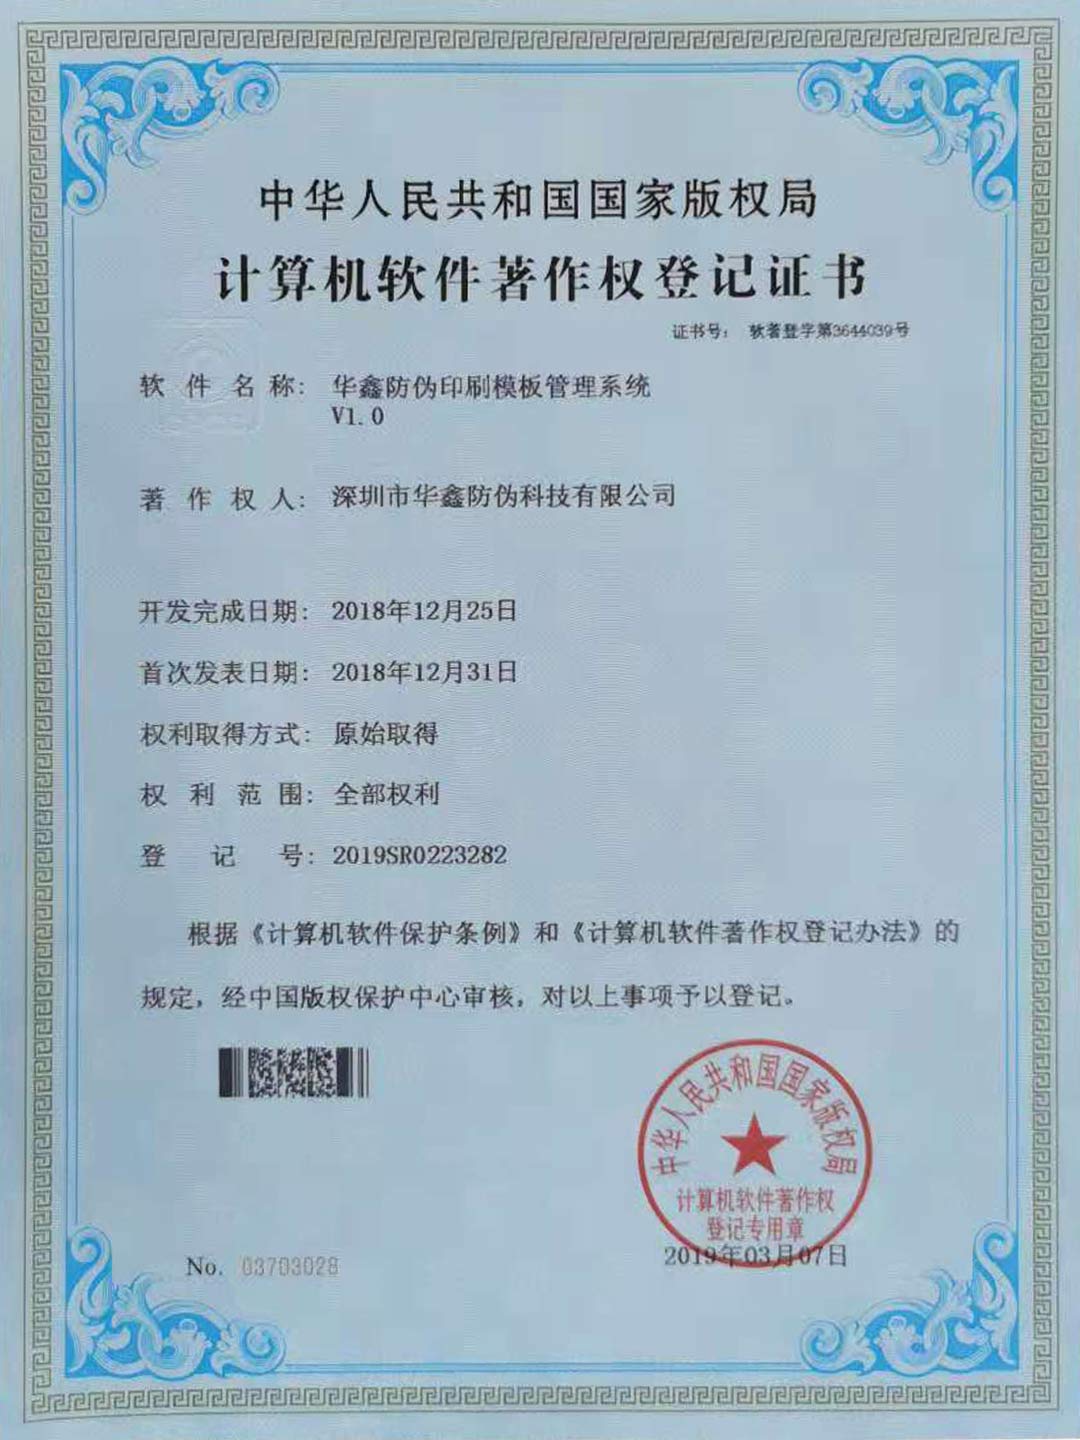 中华人民共和国国家版权局
计算机软件著作权登记证书
证书号： 软著登字第3644039号
软件名称： 华鑫防伪印刷模板管理系统
V1.0
著作权人： 深圳市华鑫防伪科技有限公司
开发完成日期： 2018年12月25日
首次发表日期： 2018年12月31日
权利取得方式： 原始取得
权利范围： 全部权利
登记号： 2019SR0223282
根据《计算机软件保护条例》和《计算机软件著作权登记办法》的
规定，经中国版权保护中心审核，对以上事项予以登记。
中华人民共和国国家版权局
计算机软件著作权
登记专用章
2019年03月07日
No. 03703028